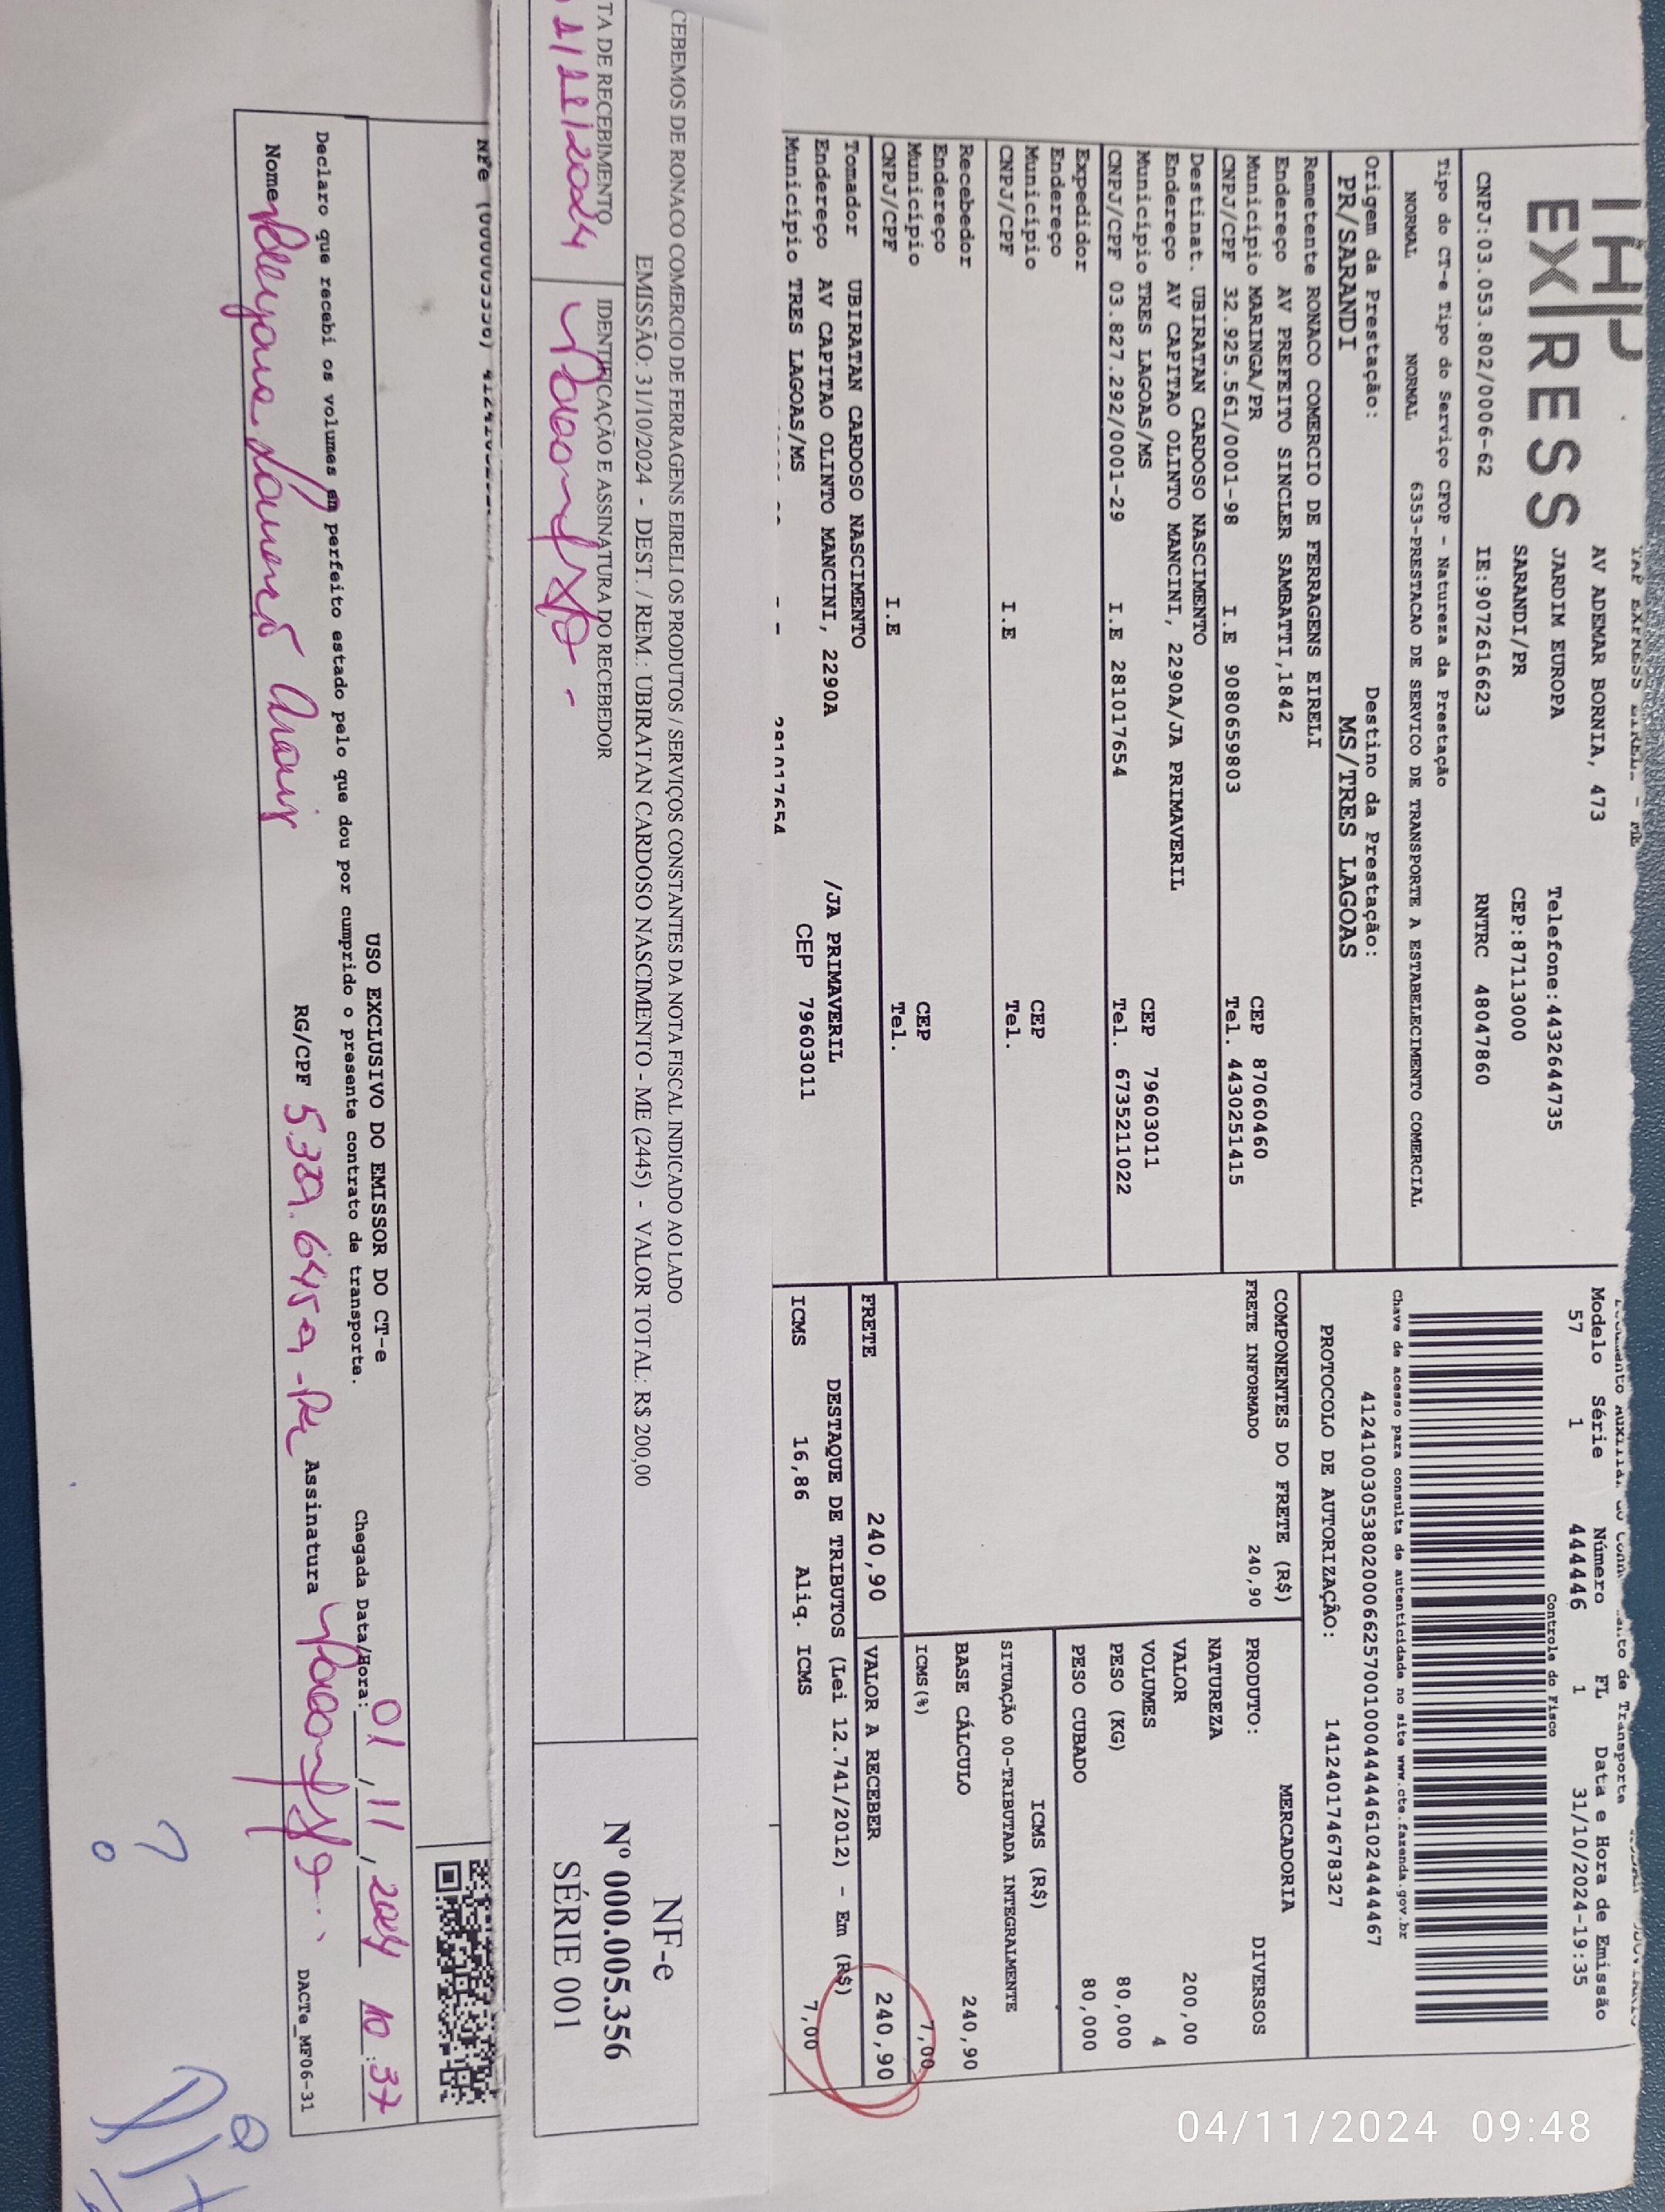 EXPRESS
AV ADEMAR BORNIA, 473
JARDIM EUROPA Telefone:4432644735
SARANDI/PR CEP:87113000
CNPJ:03.053.802/0006-62 IE:9072616623 RNTRC 48047860
Tipo do CT-e Tipo do Serviço CFOP - Natureza da Prestação
NORMAL NORMAL 6353-PRESTACAO DE SERVICO DE TRANSPORTE A ESTABELECIMENTO COMERCIAL
Origem da Prestação: Destino da Prestação:
PR/SARANDI MS/TRES LAGOAS
Remetente RONACO COMERCIO DE FERRAGENS EIRELI
Endereço AV PREFEITO SINCLER SAMBATTI,1842
Município MARINGA/PR CEP 87060460
CNPJ/CPF 32.925.561/0001-98 I.E 9080659803 Tel. 4430251415
Destinat. UBIRATAN CARDOSO NASCIMENTO
Endereço AV CAPITAO OLINTO MANCINI, 2290A/JA PRIMAVERIL
Município TRES LAGOAS/MS CEP 79603011
CNPJ/CPF 03.827.292/0001-29 I.E 281017654 Tel. 6735211022
Expedidor
Endereço
Município CEP
CNPJ/CPF I.E Tel.
Recebedor
Endereço
Município CEP
CNPJ/CPF I.E Tel.
Tomador UBIRATAN CARDOSO NASCIMENTO
Endereço AV CAPITAO OLINTO MANCINI, 2290A /JA PRIMAVERIL
Município TRES LAGOAS/MS CEP 79603011
281017654
Modelo Série Número FL Data e Hora de Emissão
57 1 444446 1 31/10/2024-19:35
Controle do Fisco
Chave de acesso para consulta de autenticidade no site www.cte.fazenda.gov.br
41241003053802000662570010004444461024444467
PROTOCOLO DE AUTORIZAÇÃO: 141240174678327
COMPONENTES DO FRETE (R$)
FRETE INFORMADO 240,90
MERCADORIA
PRODUTO: DIVERSOS
NATUREZA
VALOR 200,00
VOLUMES 4
PESO (KG) 80,000
PESO CUBADO 80,000
ICMS (R$)
SITUAÇÃO 00-TRIBUTADA INTEGRALMENTE
BASE CÁLCULO 240,90
ICMS(%) 7,00
FRETE 240,90 VALOR A RECEBER 240,90
DESTAQUE DE TRIBUTOS (Lei 12.741/2012) - Em (R$)
ICMS 16,86 Aliq. ICMS 7,00
CEBEMOS DE RONACO COMERCIO DE FERRAGENS EIRELI OS PRODUTOS / SERVIÇOS CONSTANTES DA NOTA FISCAL INDICADO AO LADO
EMISSÃO: 31/10/2024 - DEST. / REM.: UBIRATAN CARDOSO NASCIMENTO - ME (2445) - VALOR TOTAL: R$ 200,00
TA DE RECEBIMENTO IDENTIFICAÇÃO E ASSINATURA DO RECEBEDOR
1/11/2024
NF-e
Nº 000.005.356
SÉRIE 001
NFe
USO EXCLUSIVO DO EMISSOR DO CT-e
Declaro que recebi os volumes em perfeito estado pelo que dou por cumprido o presente contrato de transporte.
Chegada Data/Hora: 01/11/2024 10:37
Nome RG/CPF Assinatura
DACTe_MF06-31
?
04/11/2024 09:48